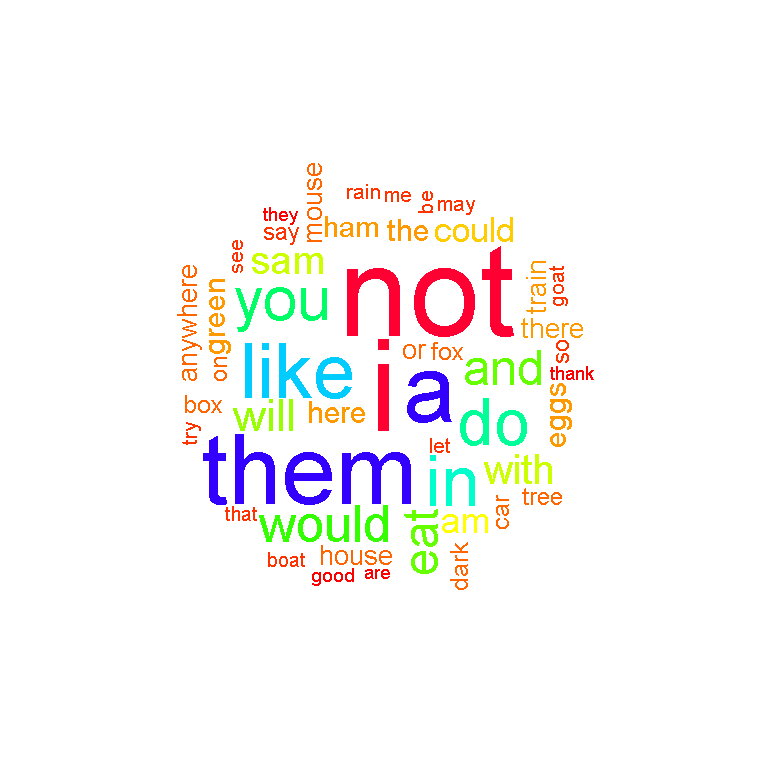 rain me be may
they mouse
say ham the could
see sam
not train goat
anywhere green you
there
on or fox so
like i a and thank
box will here do eggs
try let
them in with
that would eat am car tree
boat house dark
good are